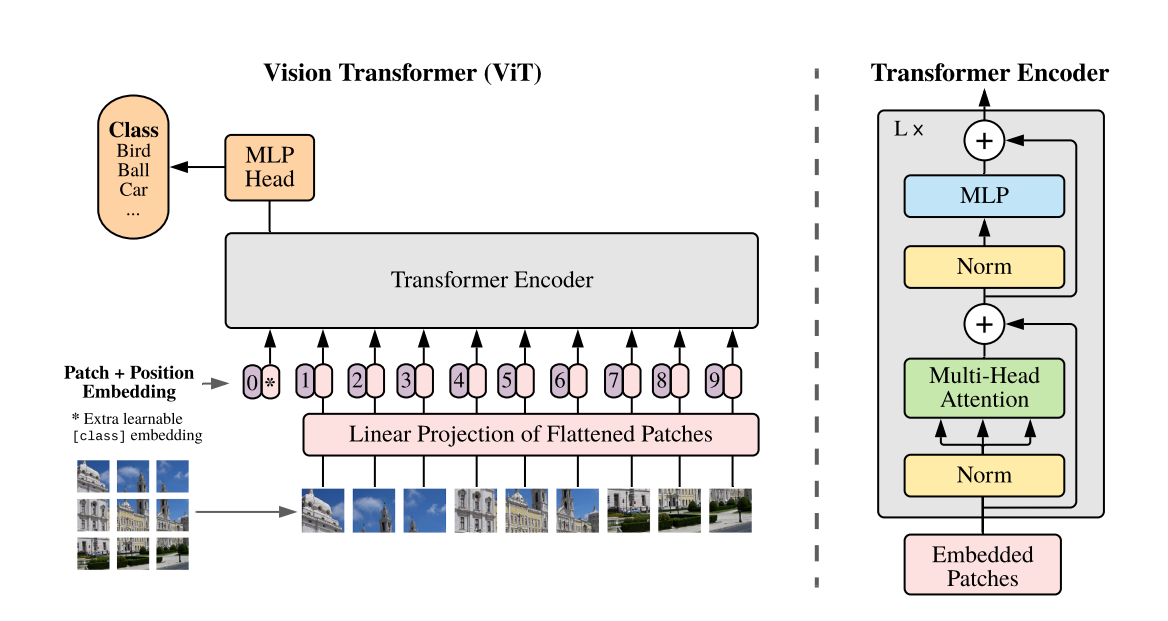 Vision Transformer (ViT)
Class
Bird
Ball
Car
...
MLP
Head
Transformer Encoder
Patch + Position
Embedding
0 * 1 2 3 4 5 6 7 8 9
* Extra learnable
[class] embedding
Linear Projection of Flattened Patches
Transformer Encoder
L ×
+
MLP
Norm
+
Multi-Head
Attention
Norm
Embedded
Patches